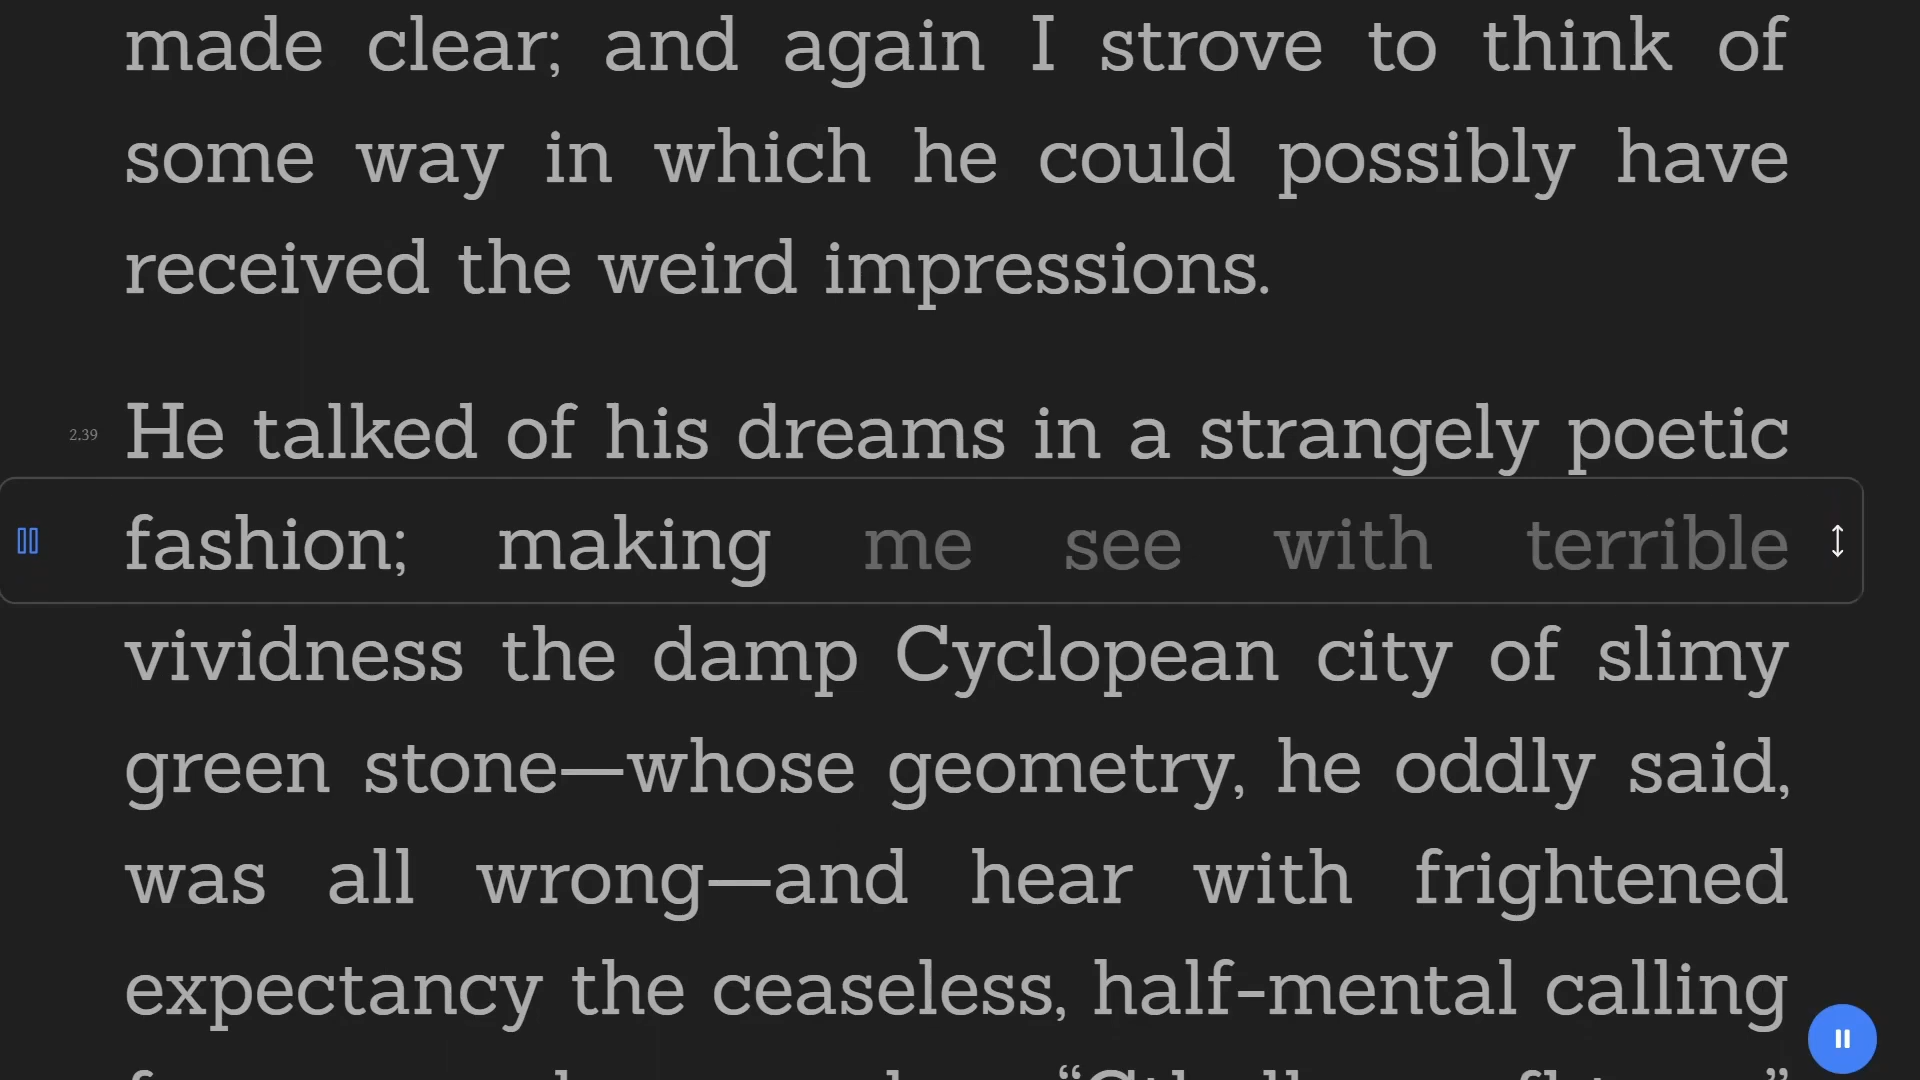 made clear; and again I strove to think of
some way in which he could possibly have
received the weird impressions.
2.39
He talked of his dreams in a strangely poetic
fashion; making me see with terrible
vividness the damp Cyclopean city of slimy
green stone—whose geometry, he oddly said,
was all wrong—and hear with frightened
expectancy the ceaseless, half-mental calling